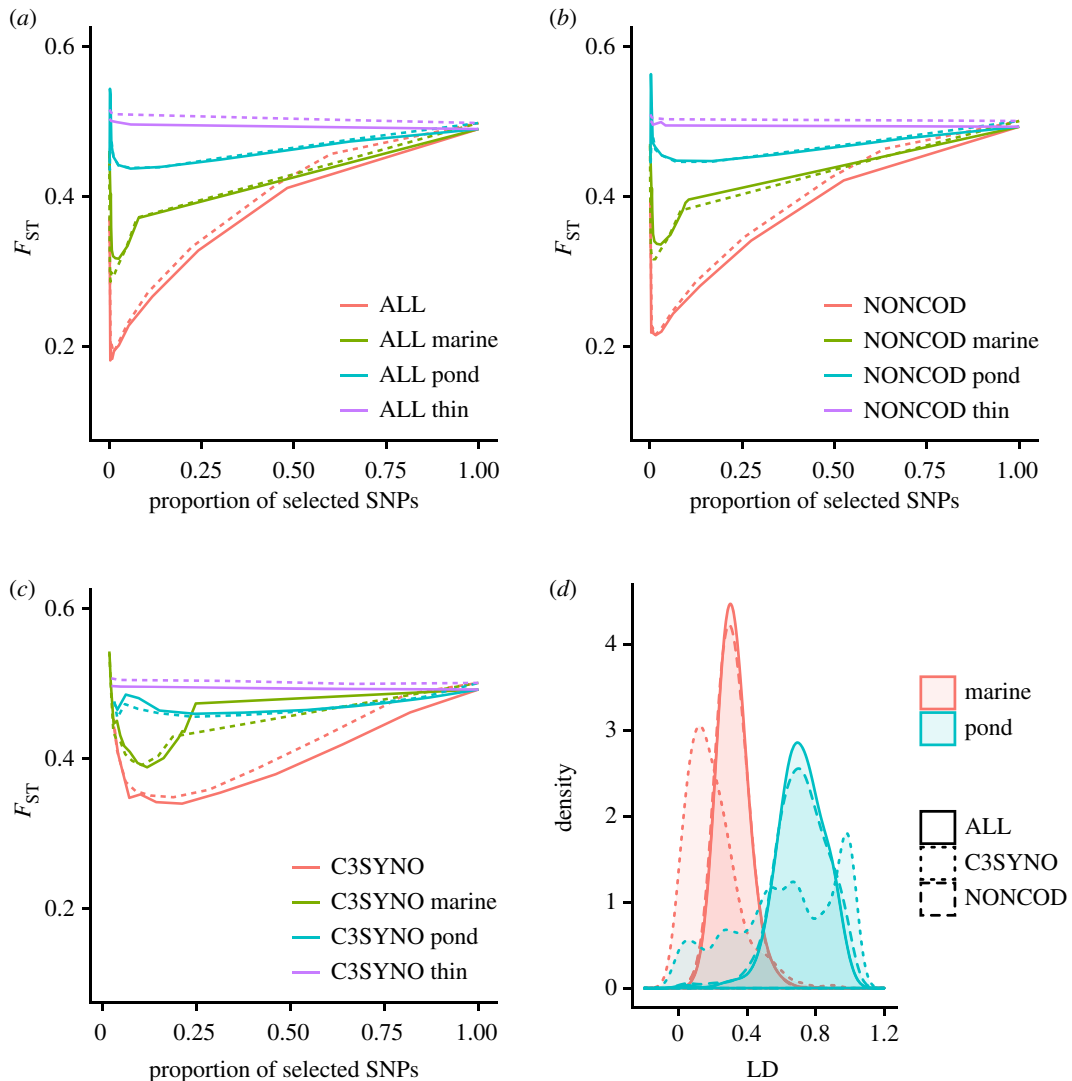 (a)
0.6
0.4
0.2
FST
0
0.25
0.50
0.75
1.00
proportion of selected SNPs
ALL
ALL marine
ALL pond
ALL thin
(b)
0.6
0.4
0.2
FST
0
0.25
0.50
0.75
1.00
proportion of selected SNPs
NONCOD
NONCOD marine
NONCOD pond
NONCOD thin
(c)
0.6
0.4
0.2
FST
0
0.25
0.50
0.75
1.00
proportion of selected SNPs
C3SYNO
C3SYNO marine
C3SYNO pond
C3SYNO thin
(d)
4
3
2
1
0
density
0
0.4
0.8
1.2
LD
marine
pond
ALL
C3SYNO
NONCOD